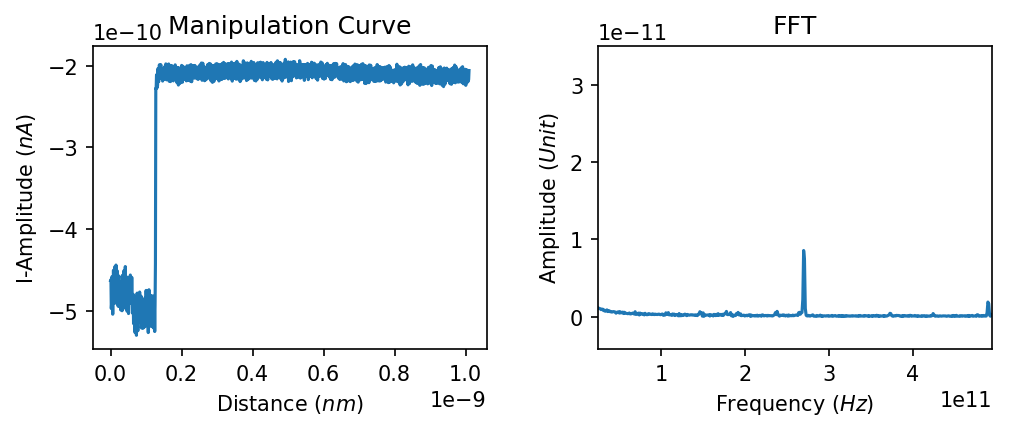 Manipulation Curve
1e−10
−2
−3
−4
−5
I-Amplitude (nA)
0.0 0.2 0.4 0.6 0.8 1.0
1e−9
Distance (nm)
FFT
1e−11
3
2
1
0
Amplitude (Unit)
1 2 3 4
1e11
Frequency (Hz)